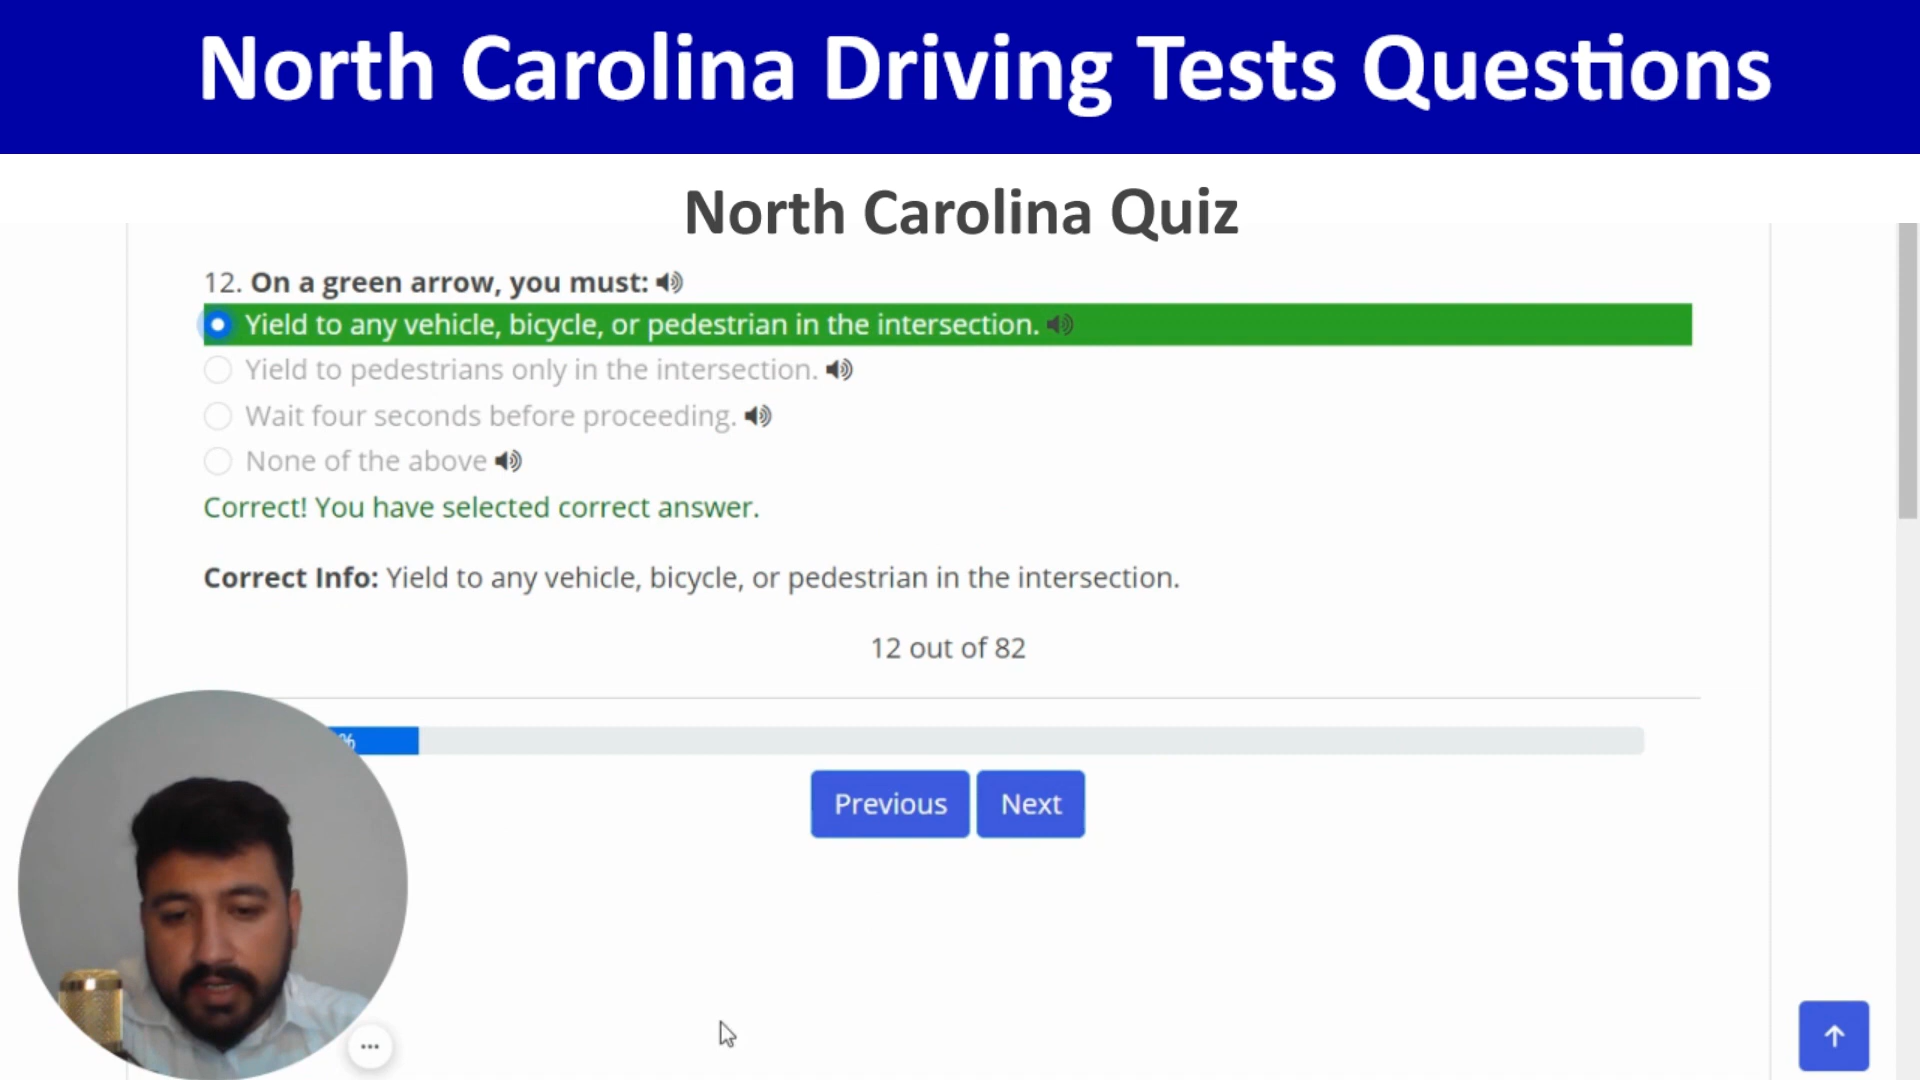 North Carolina Driving Tests Questions
North Carolina Quiz
12. On a green arrow, you must:
Yield to any vehicle, bicycle, or pedestrian in the intersection.
Yield to pedestrians only in the intersection.
Wait four seconds before proceeding.
None of the above
Correct! You have selected correct answer.
Correct Info: Yield to any vehicle, bicycle, or pedestrian in the intersection.
12 out of 82
%
Previous Next